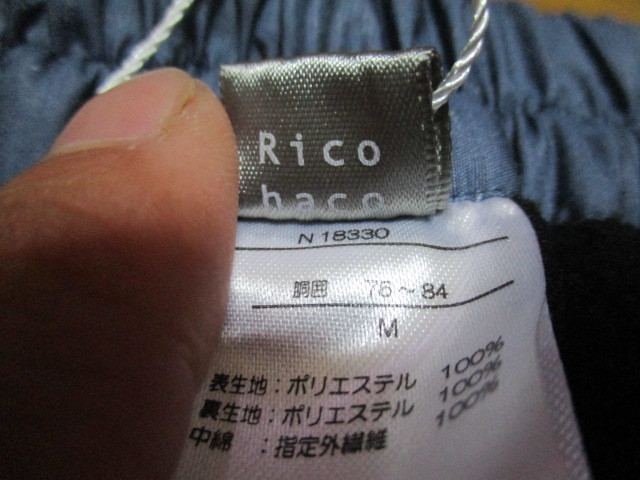 Rico
haco
N 18330
胴囲 76～84
M
表生地：ポリエステル 100%
裏生地：ポリエステル 100%
中綿 ：指定外繊維 100%